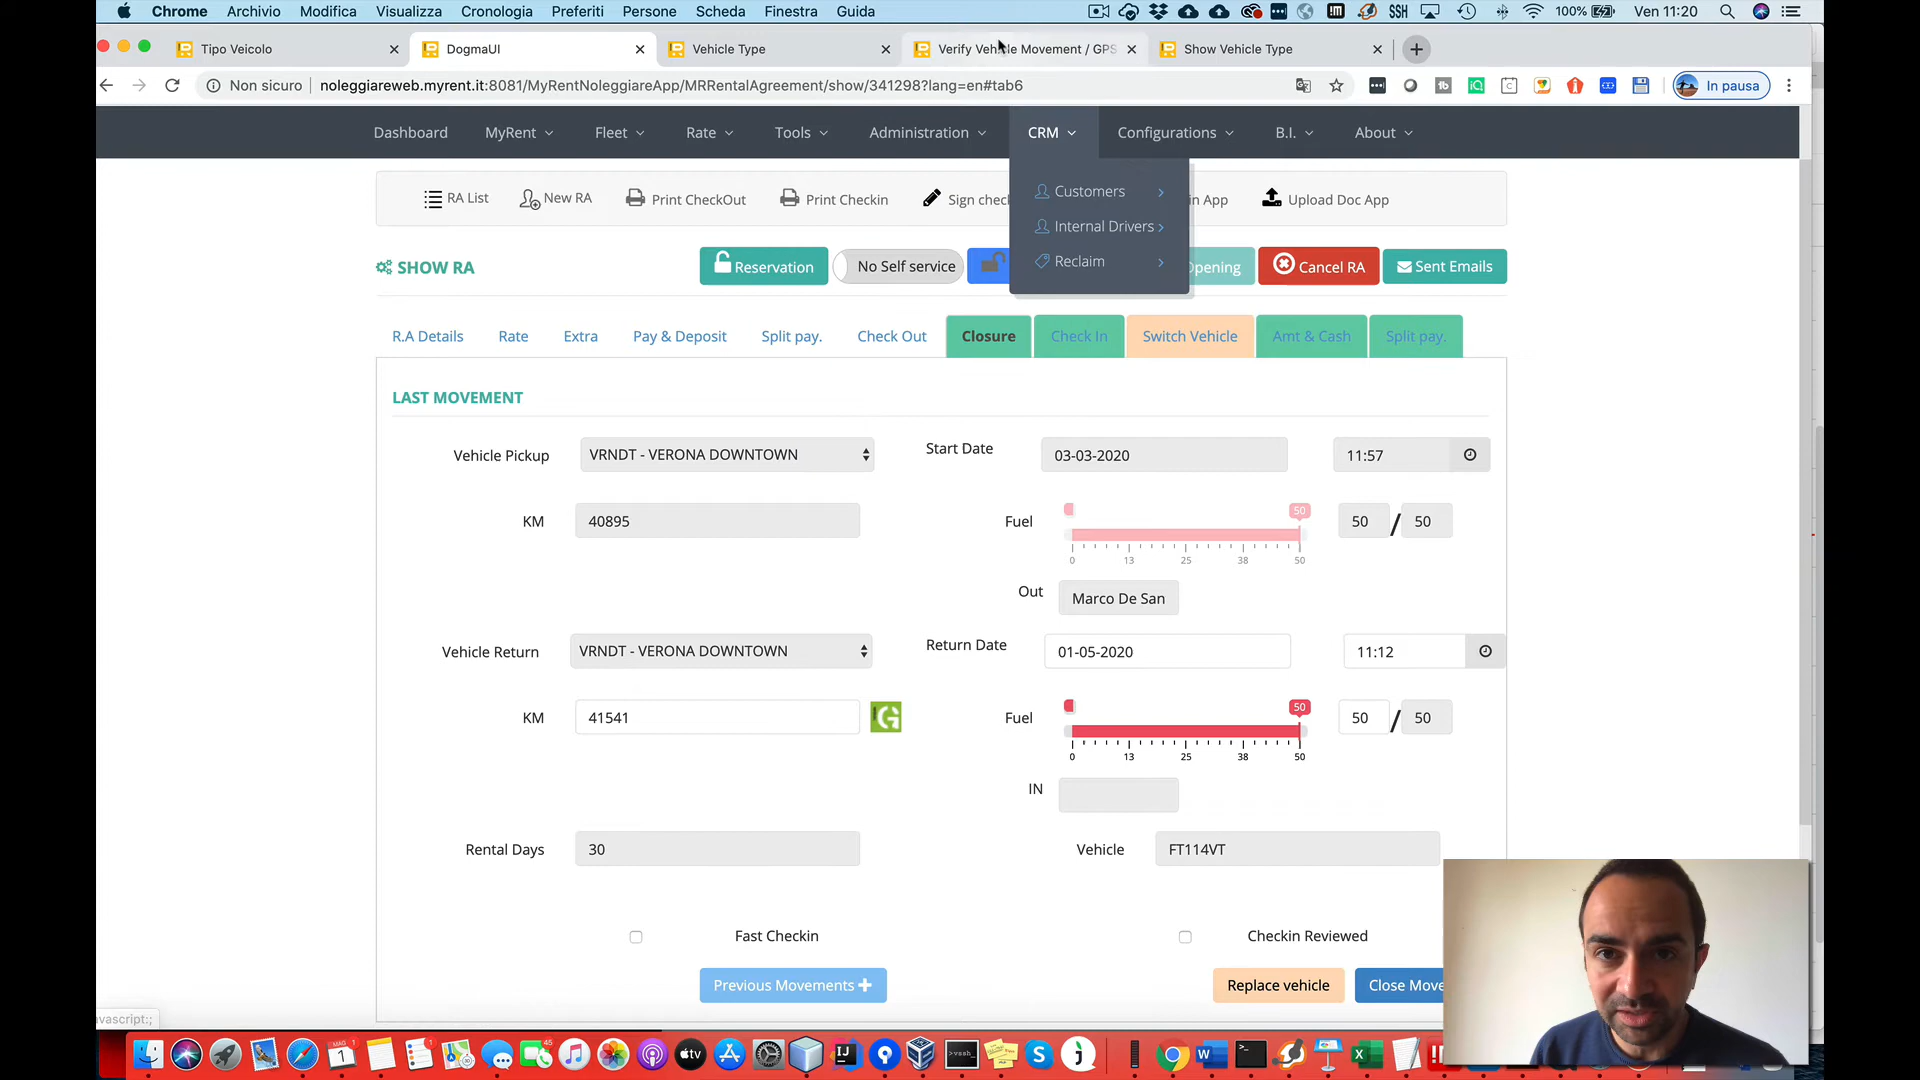 Chrome Archivio Modifica Visualizza Cronologia Preferiti Persone Scheda Finestra Guida SSH 100% Ven 11:20
Tipo Veicolo DogmaUI Vehicle Type Verify Vehicle Movement / GPS Show Vehicle Type
Non sicuro noleggiareweb.myrent.it:8081/MyRentNoleggiareApp/MRRentalAgreement/show/341298?lang=en#tab6 In pausa
Dashboard MyRent Fleet Rate Tools Administration CRM Configurations B.I. About
Customers
Internal Drivers
Reclaim
RA List New RA Print CheckOut Print Checkin Sign chec in App Upload Doc App
SHOW RA Reservation No Self service Opening Cancel RA Sent Emails
R.A Details Rate Extra Pay & Deposit Split pay. Check Out Closure Check In Switch Vehicle Amt & Cash Split pay.
LAST MOVEMENT
Vehicle Pickup VRNDT - VERONA DOWNTOWN Start Date 03-03-2020 11:57
KM 40895 Fuel 50 50 / 50
0 13 25 38 50
Out Marco De San
Vehicle Return VRNDT - VERONA DOWNTOWN Return Date 01-05-2020 11:12
KM 41541 G Fuel 50 50 / 50
0 13 25 38 50
IN
Rental Days 30 Vehicle FT114VT
Fast Checkin Checkin Reviewed
Previous Movements Replace vehicle Close Move
avascript:;